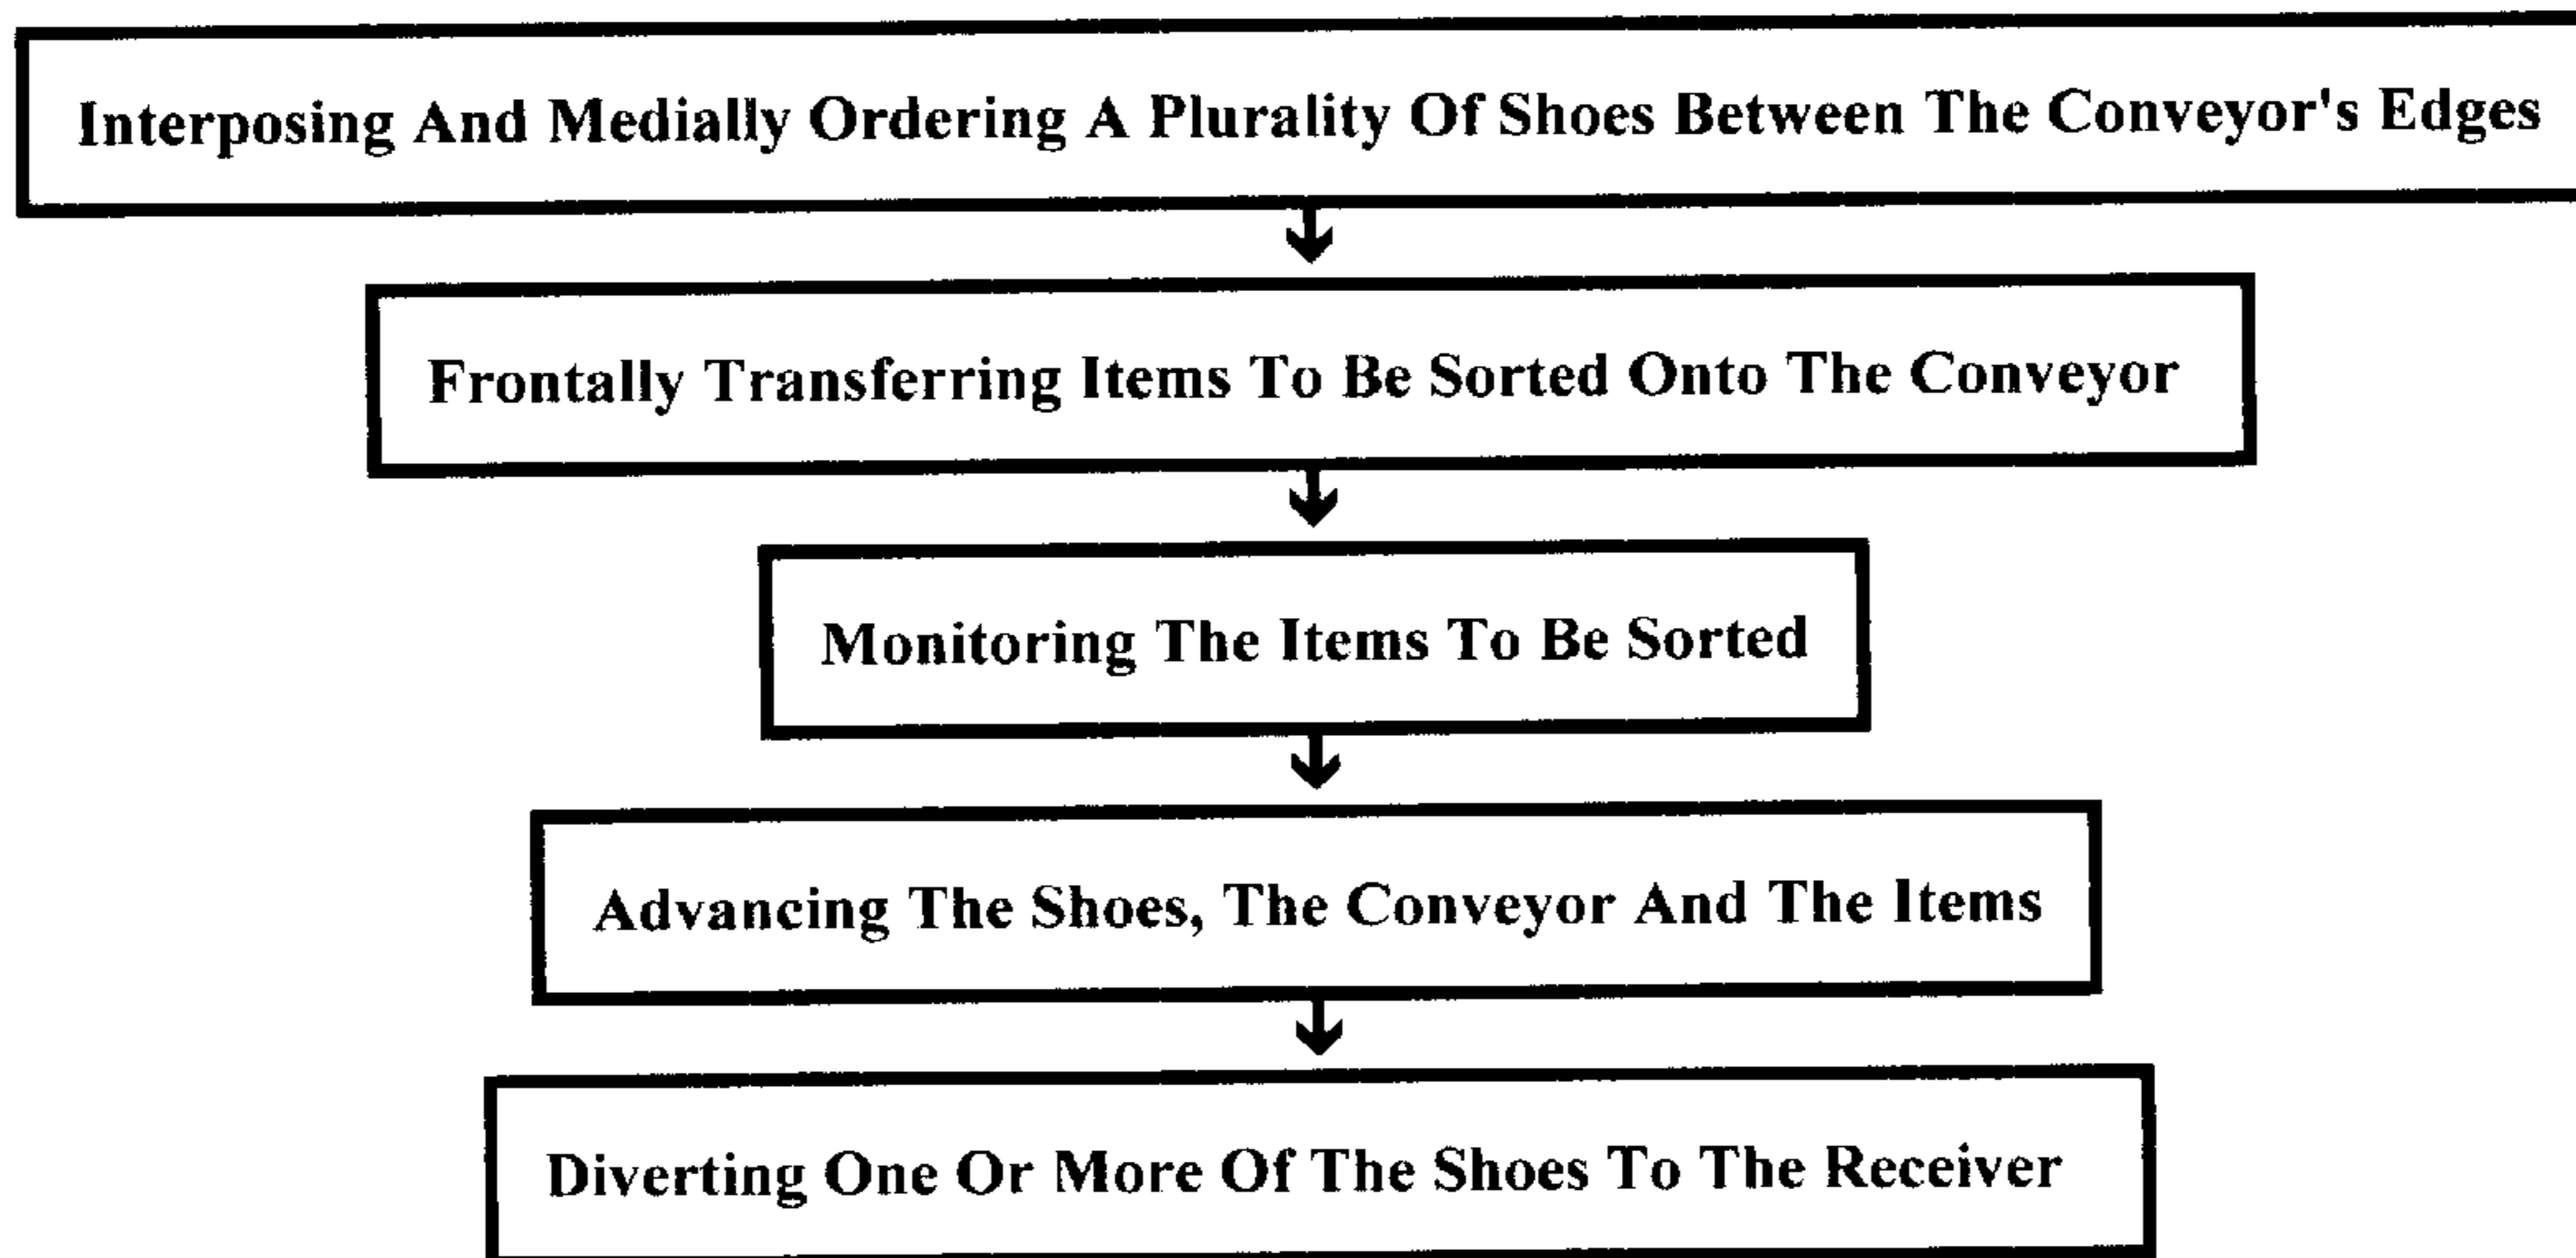 Interposing And Medially Ordering A Plurality Of Shoes Between The Conveyor's Edges
Frontally Transferring Items To Be Sorted Onto The Conveyor
Monitoring The Items To Be Sorted
Advancing The Shoes, The Conveyor And The Items
Diverting One Or More Of The Shoes To The Receiver